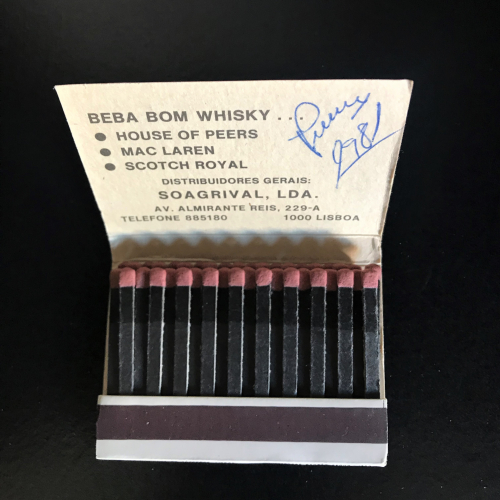 BEBA BOM WHISKY . . .
● HOUSE OF PEERS
● MAC LAREN
● SCOTCH ROYAL
DISTRIBUIDORES GERAIS:
SOAGRIVAL, LDA.
AV. ALMIRANTE REIS, 229-A
TELEFONE 885180 1000 LISBOA